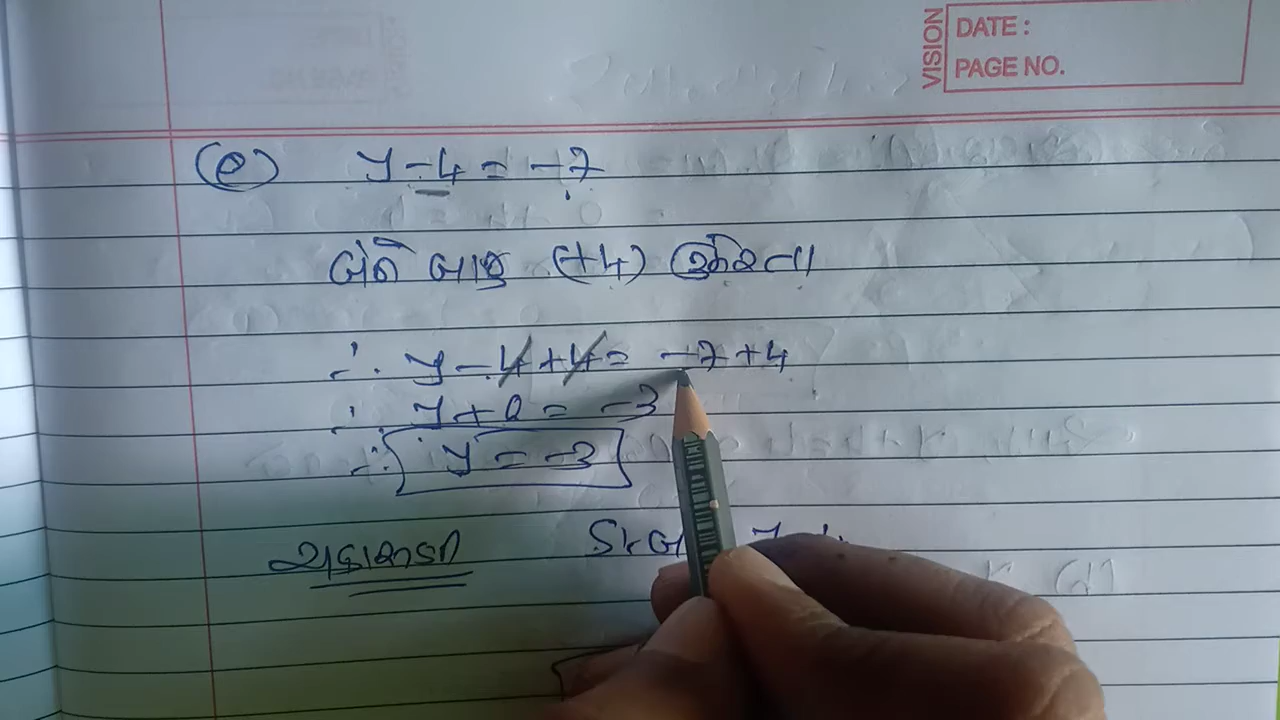 VISION
DATE :
PAGE NO.
(e) y-4 = -7
બંને બાજુ (+4) ઉમેરતા
∴ y-4+4 = -7+4
∴ y+0 = -3
∴ y = -3
ચકાસણી ડા.બા